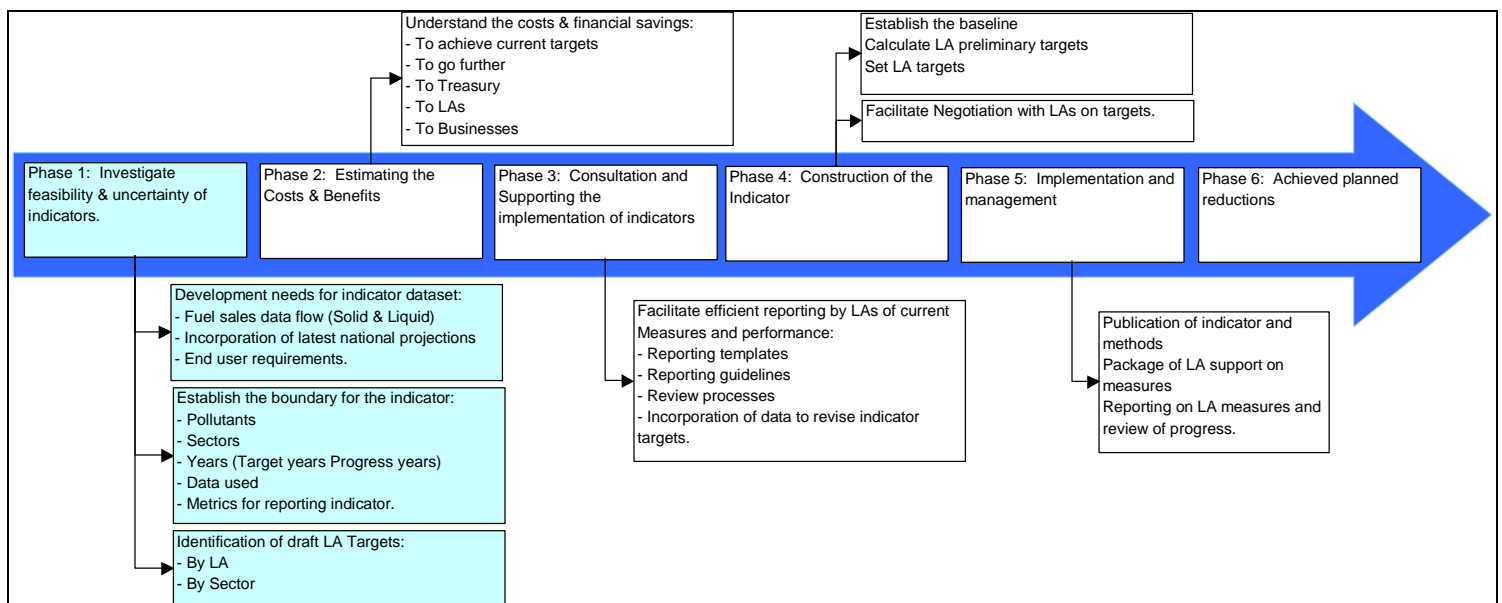 Understand the costs & financial savings:
- To achieve current targets
- To go further
- To Treasury
- To LAs
- To Businesses
Establish the baseline
Calculate LA preliminary targets
Set LA targets
Facilitate Negotiation with LAs on targets.
Phase 1:  Investigate
feasibility & uncertainty of
indicators.
Phase 2:  Estimating the
Costs & Benefits
Phase 3:  Consultation and
Supporting the
implementation of indicators
Phase 4:  Construction of the
Indicator
Phase 5:  Implementation and
management
Phase 6:  Achieved planned
reductions
Development needs for indicator dataset:
- Fuel sales data flow (Solid & Liquid)
- Incorporation of latest national projections
- End user requirements.
Establish the boundary for the indicator:
- Pollutants
- Sectors
- Years (Target years Progress years)
- Data used
- Metrics for reporting indicator.
Identification of draft LA Targets:
- By LA
- By Sector
Facilitate efficient reporting by LAs of current
Measures and performance:
- Reporting templates
- Reporting guidelines
- Review processes
- Incorporation of data to revise indicator
targets.
Publication of indicator and
methods
Package of LA support on
measures
Reporting on LA measures and
review of progress.